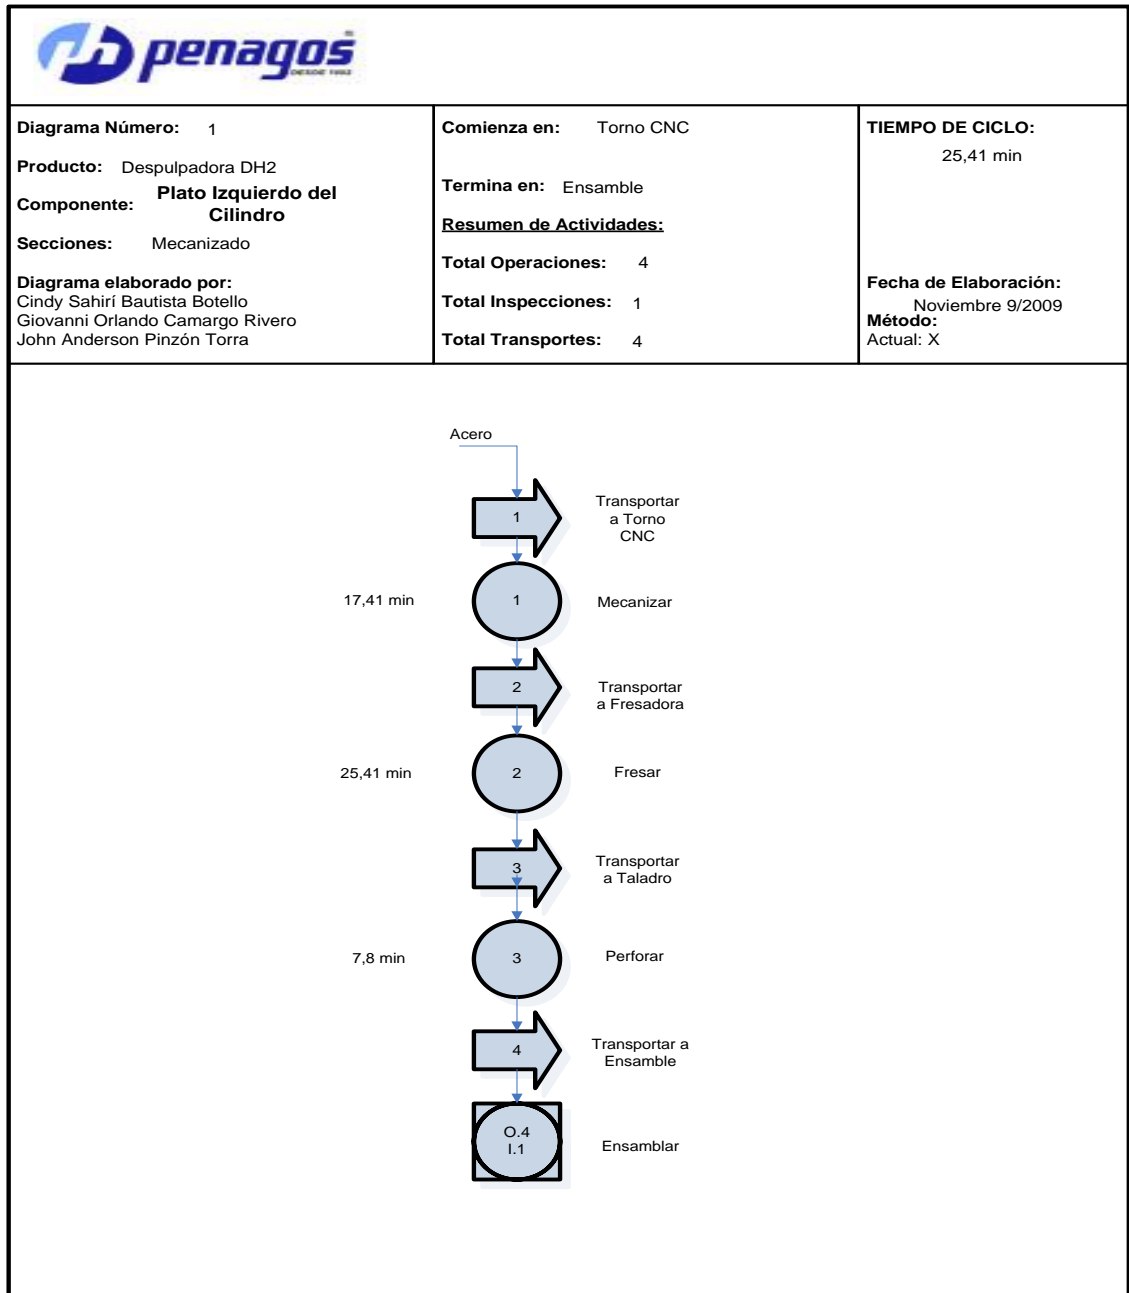 penagos
DESDE 1892
Diagrama Número: 1
Producto: Despulpadora DH2
Componente: Plato Izquierdo del
Cilindro
Secciones: Mecanizado
Diagrama elaborado por:
Cindy Sahirí Bautista Botello
Giovanni Orlando Camargo Rivero
John Anderson Pinzón Torra
Comienza en: Torno CNC
Termina en: Ensamble
Resumen de Actividades:
Total Operaciones: 4
Total Inspecciones: 1
Total Transportes: 4
TIEMPO DE CICLO:
25,41 min
Fecha de Elaboración:
Noviembre 9/2009
Método:
Actual: X
Acero
1
Transportar
a Torno
CNC
17,41 min
1
Mecanizar
2
Transportar
a Fresadora
25,41 min
2
Fresar
3
Transportar
a Taladro
7,8 min
3
Perforar
4
Transportar a
Ensamble
O.4
I.1
Ensamblar